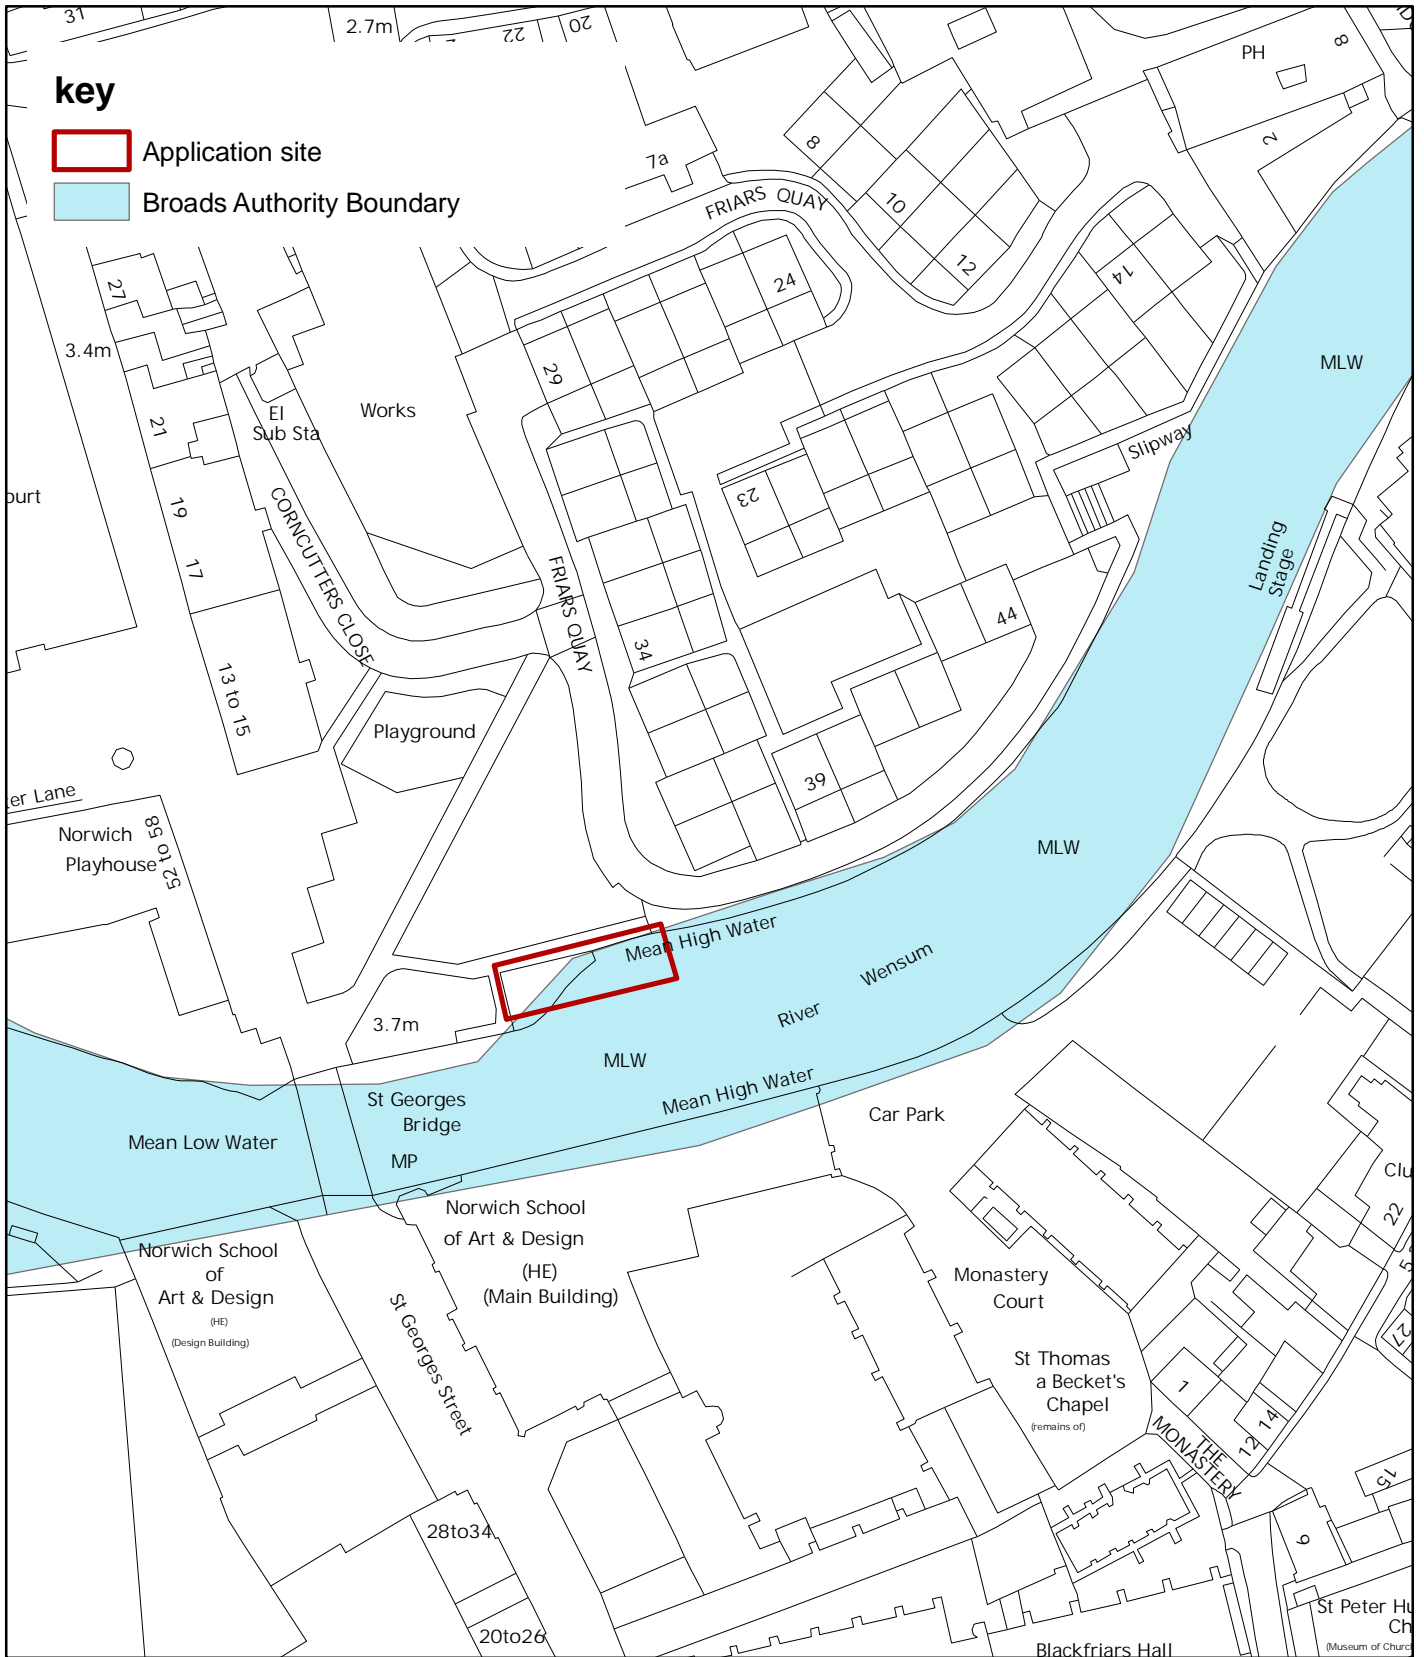 31
2.7m
22
20
PH
8
key
Application site
Broads Authority Boundary
7a
8
2
FRIARS QUAY
10
12
14
24
27
3.4m
29
MLW
El
Sub Sta
Works
21
Slipway
23
19
CORNCUTTERS CLOSE
17
FRIARS QUAY
Landing
Stage
44
34
13 to 15
Playground
39
er Lane
Norwich
Playhouse
52 to 58
MLW
Mean High Water
River Wensum
3.7m
MLW
Mean High Water
St Georges
Bridge
Car Park
Mean Low Water
MP
Norwich School
of Art & Design
(HE)
(Main Building)
Norwich School
of
Art & Design
(HE)
(Design Building)
St Georges Street
22
5
Monastery
Court
27
St Thomas
a Becket's
Chapel
(remains of)
1
14
12
THE
MONASTERY
15
28to34
9
20to26
St Peter Hu
Ch
(Museum of Church
Blackfriars Hall